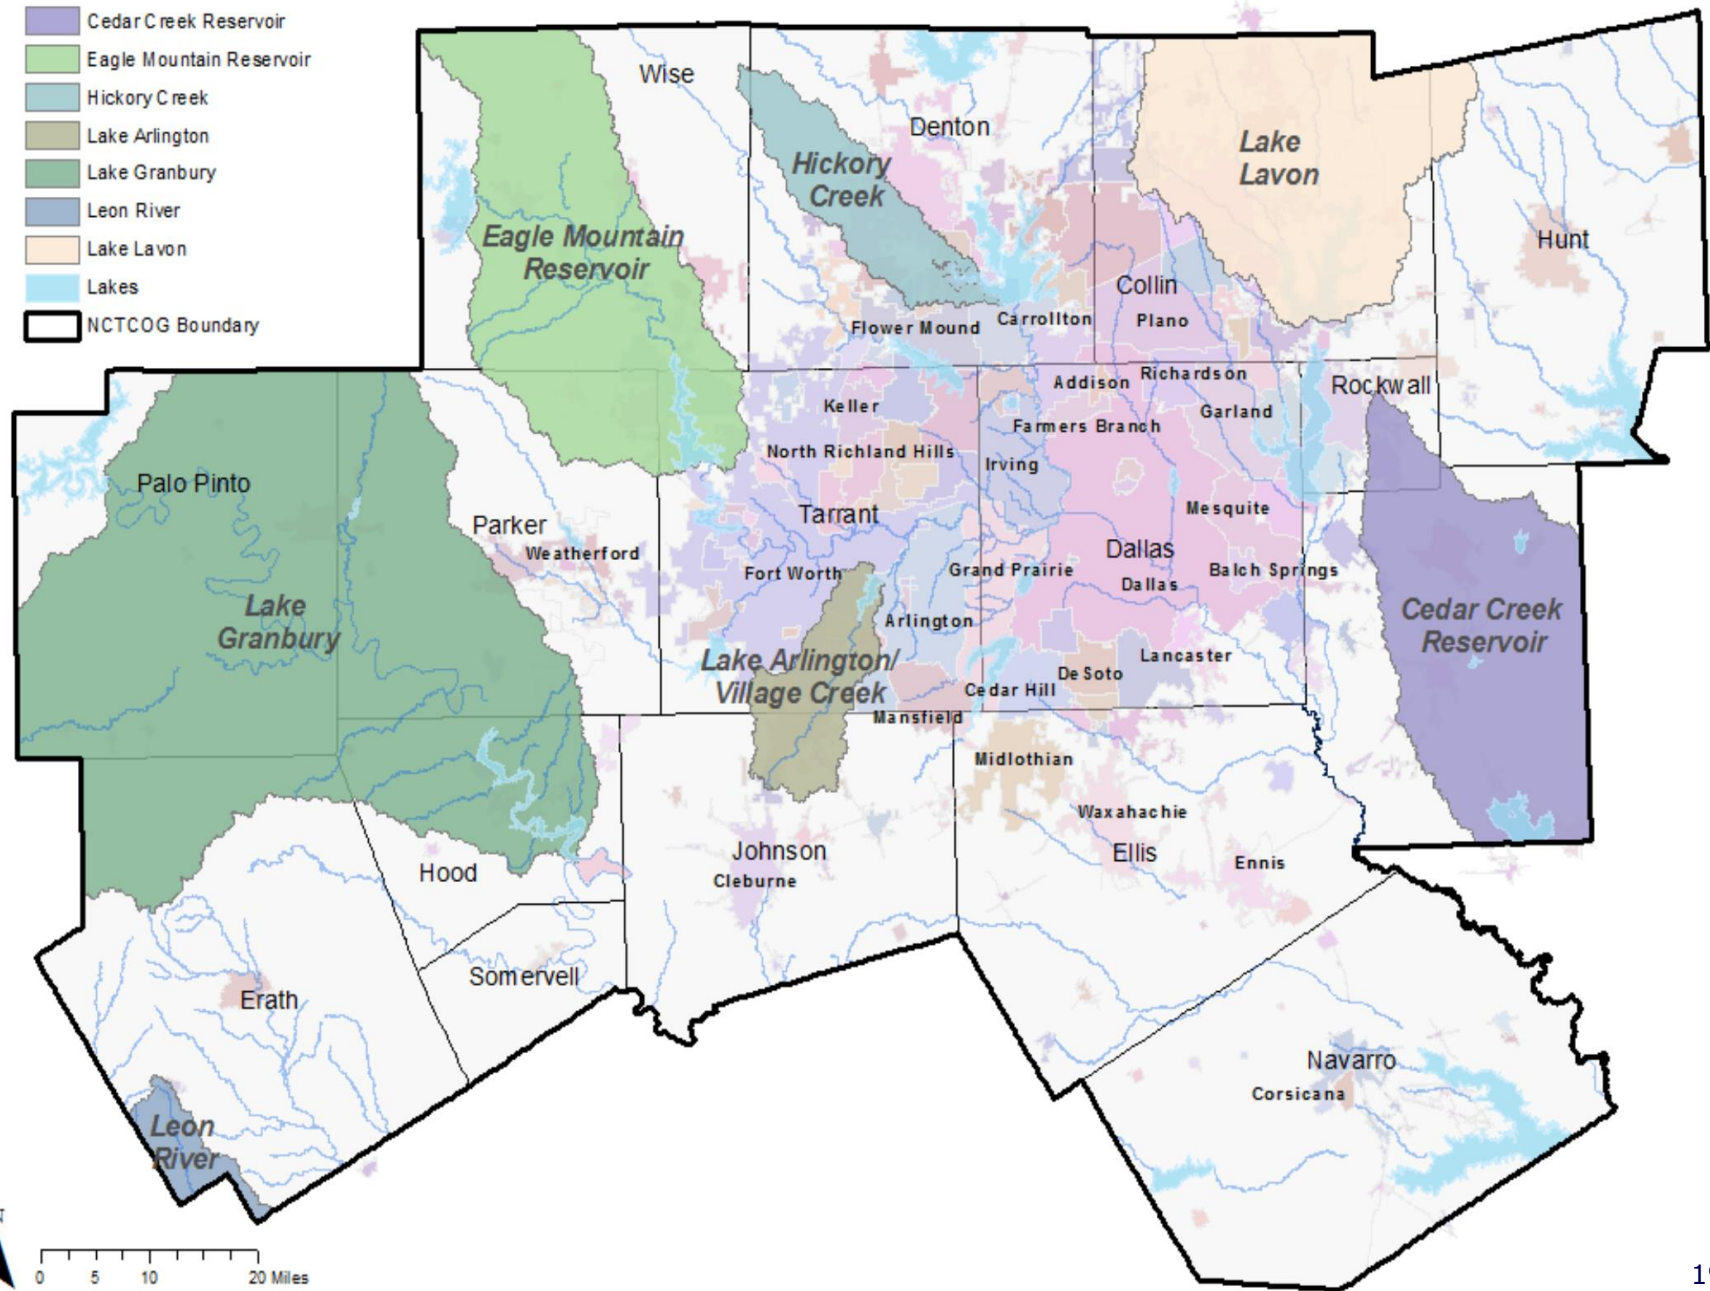 Cedar Creek Reservoir
Eagle Mountain Reservoir
Hickory Creek
Lake Arlington
Lake Granbury
Leon River
Lake Lavon
Lakes
NCTCOG Boundary
Wise
Denton
Hickory
Creek
Lake
Lavon
Eagle Mountain
Reservoir
Hunt
Collin
Plano
Flower Mound
Carrollton
Addison
Richardson
Rockwall
Keller
Garland
Farmers Branch
North Richland Hills
Irving
Palo Pinto
Mesquite
Tarrant
Parker
Weatherford
Dallas
Fort Worth
Grand Prairie
Dallas
Balch Springs
Lake
Granbury
Cedar Creek
Reservoir
Arlington
Lake Arlington/
Village Creek
Lancaster
DeSoto
Cedar Hill
Mansfield
Midlothian
Waxahachie
Johnson
Ellis
Ennis
Hood
Cleburne
Somervell
Erath
Navarro
Corsicana
Leon
River
0 5 10 20 Miles